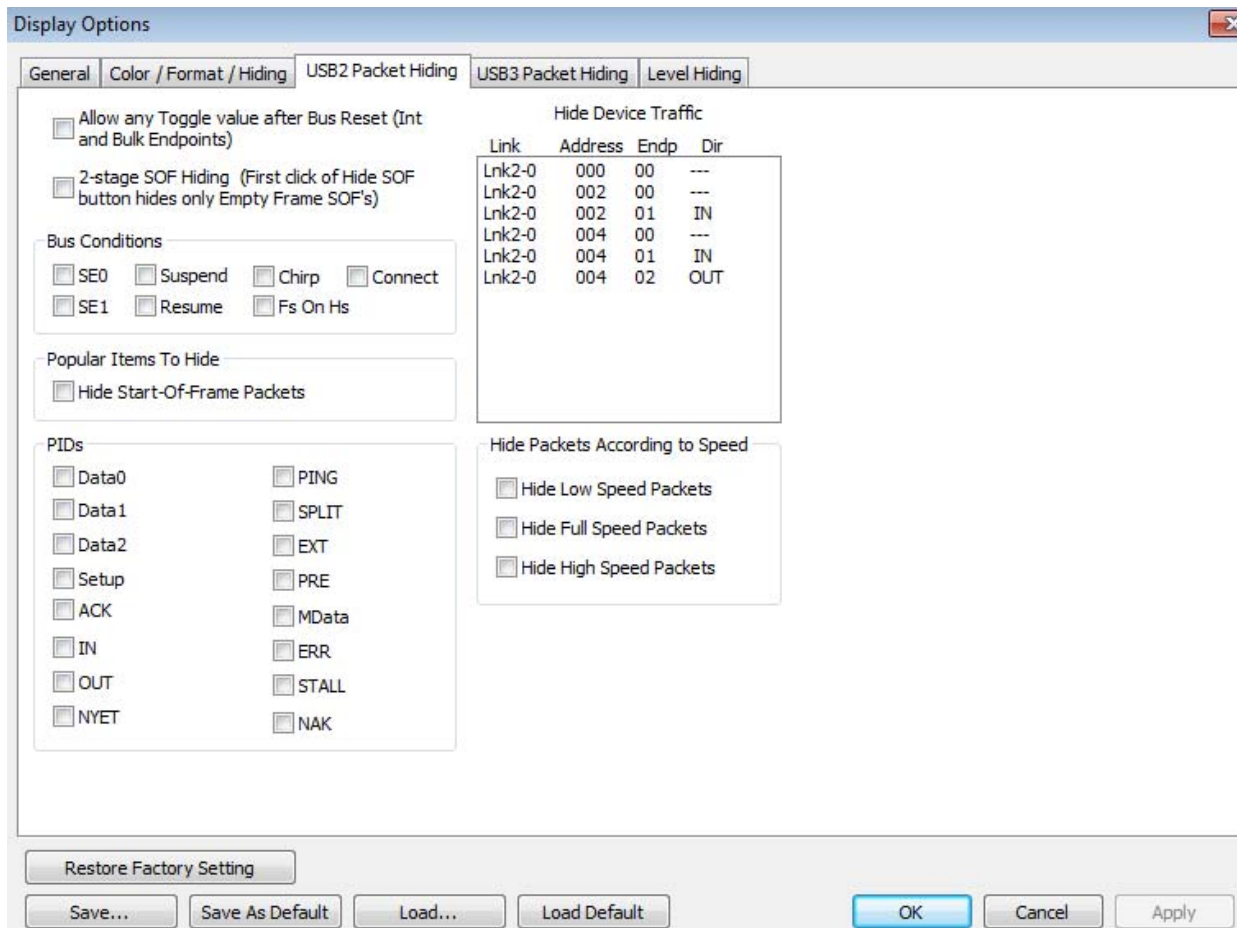 Display Options
General
Color / Format / Hiding
USB2 Packet Hiding
USB3 Packet Hiding
Level Hiding
Allow any Toggle value after Bus Reset (Int
and Bulk Endpoints)
2-stage SOF Hiding (First click of Hide SOF
button hides only Empty Frame SOF's)
Bus Conditions
SE0 Suspend Chirp Connect
SE1 Resume Fs On Hs
Popular Items To Hide
Hide Start-Of-Frame Packets
PIDs
Data0 PING
Data1 SPLIT
Data2 EXT
Setup PRE
ACK MData
IN ERR
OUT STALL
NYET NAK
Hide Device Traffic
Link Address Endp Dir
Lnk2-0 000 00 ---
Lnk2-0 002 00 ---
Lnk2-0 002 01 IN
Lnk2-0 004 00 ---
Lnk2-0 004 01 IN
Lnk2-0 004 02 OUT
Hide Packets According to Speed
Hide Low Speed Packets
Hide Full Speed Packets
Hide High Speed Packets
Restore Factory Setting
Save... Save As Default Load... Load Default OK Cancel Apply